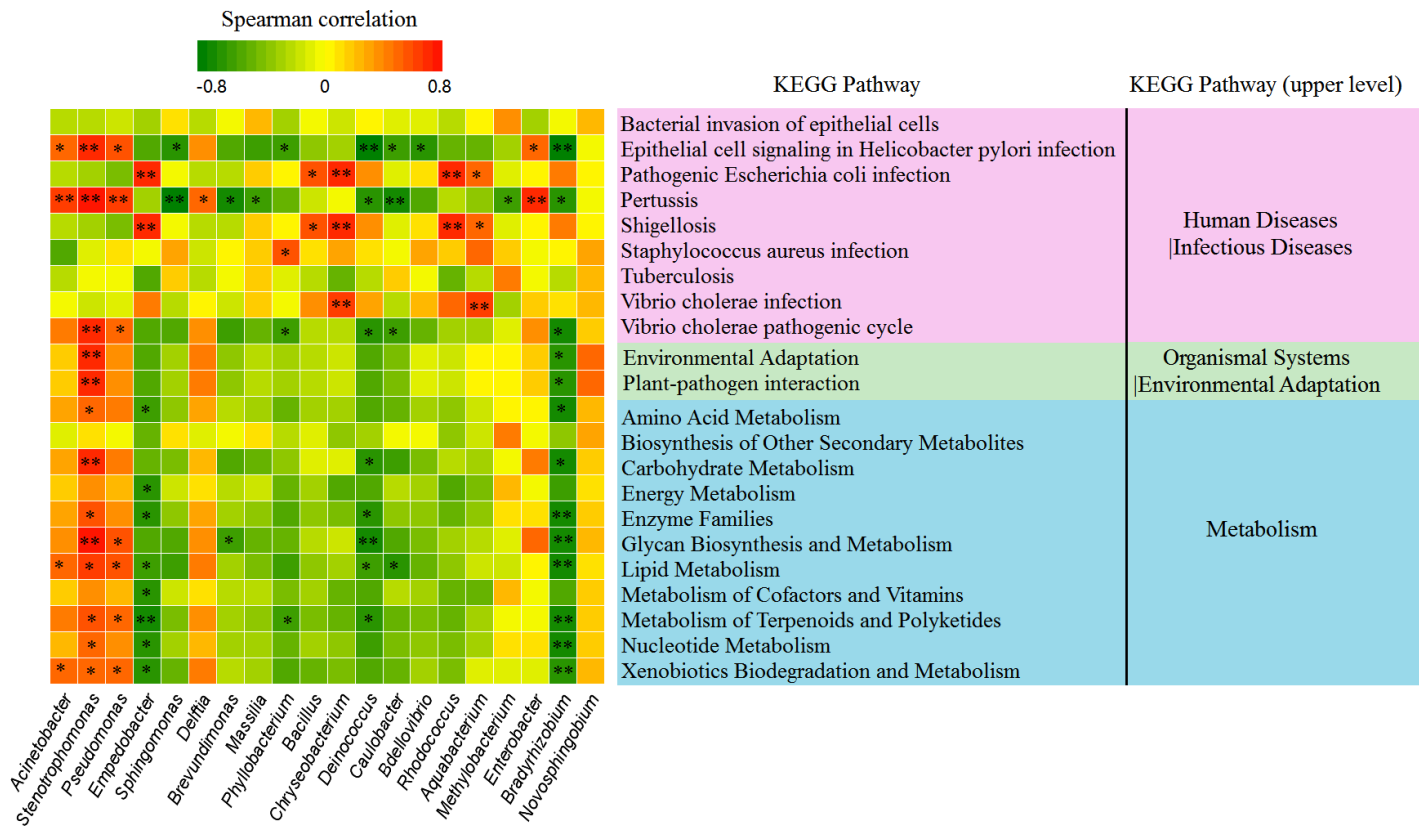 Spearman correlation
-0.8 0 0.8
KEGG Pathway
KEGG Pathway (upper level)
* ** * * * ** * * * **
** * ** ** *
** ** ** ** * * * * ** * ** *
** * ** ** *
*
** **
** * * * * *
** *
** *
* * *
** * *
*
* * * **
** * * ** **
* * * * * * **
*
* * ** * * **
* * **
* * * * **
Bacterial invasion of epithelial cells
Epithelial cell signaling in Helicobacter pylori infection
Pathogenic Escherichia coli infection
Pertussis
Shigellosis
Staphylococcus aureus infection
Tuberculosis
Vibrio cholerae infection
Vibrio cholerae pathogenic cycle
Environmental Adaptation
Plant-pathogen interaction
Amino Acid Metabolism
Biosynthesis of Other Secondary Metabolites
Carbohydrate Metabolism
Energy Metabolism
Enzyme Families
Glycan Biosynthesis and Metabolism
Lipid Metabolism
Metabolism of Cofactors and Vitamins
Metabolism of Terpenoids and Polyketides
Nucleotide Metabolism
Xenobiotics Biodegradation and Metabolism
Human Diseases
|Infectious Diseases
Organismal Systems
|Environmental Adaptation
Metabolism
Acinetobacter
Stenotrophomonas
Pseudomonas
Empedobacter
Sphingomonas
Delftia
Brevundimonas
Massilia
Phyllobacterium
Bacillus
Chryseobacterium
Deinococcus
Caulobacter
Bdellovibrio
Rhodococcus
Aquabacterium
Methylobacterium
Enterobacter
Bradyrhizobium
Novosphingobium